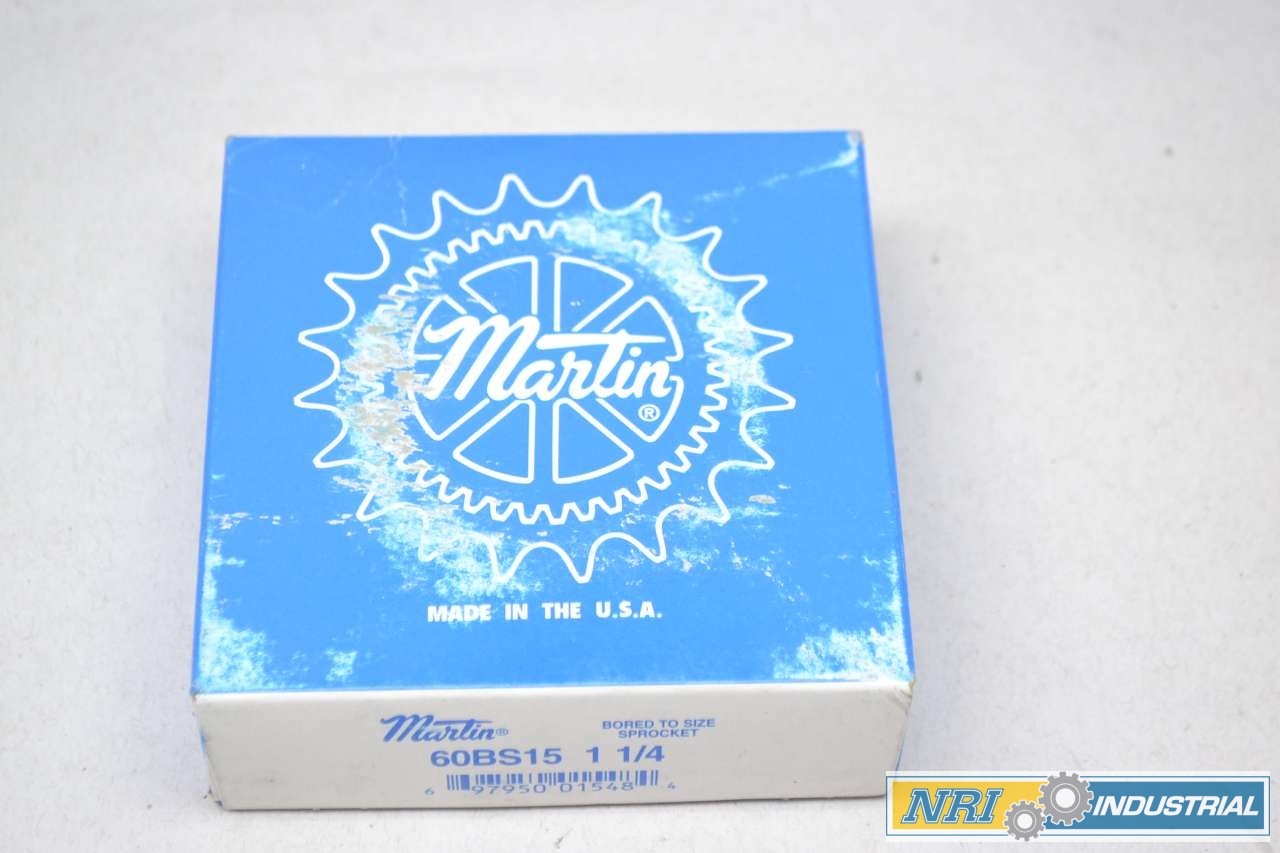 Martin®
MADE IN THE U.S.A.
Martin® BORED TO SIZE
SPROCKET
60BS15 1 1/4
6 97950 01548 4
NRI INDUSTRIAL